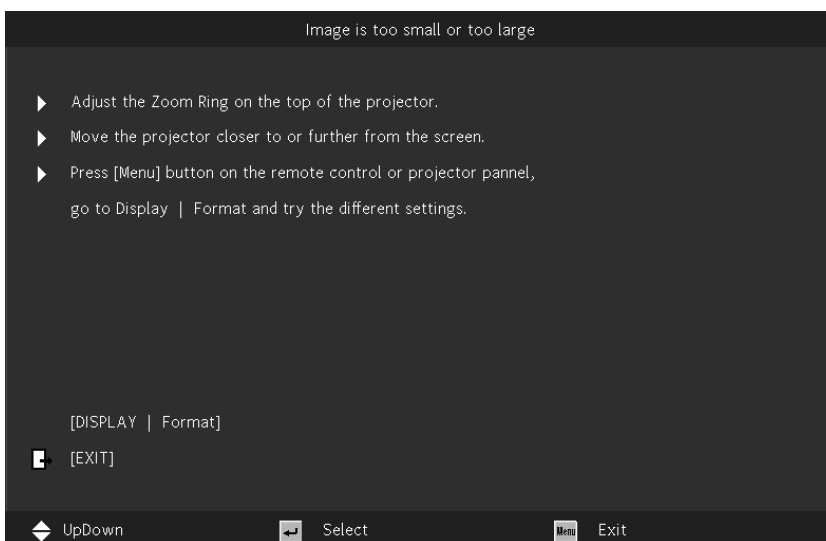 Image is too small or too large
Adjust the Zoom Ring on the top of the projector.
Move the projector closer to or further from the screen.
Press [Menu] button on the remote control or projector pannel,
go to Display | Format and try the different settings.
[DISPLAY | Format]
[EXIT]
UpDown Select Menu Exit